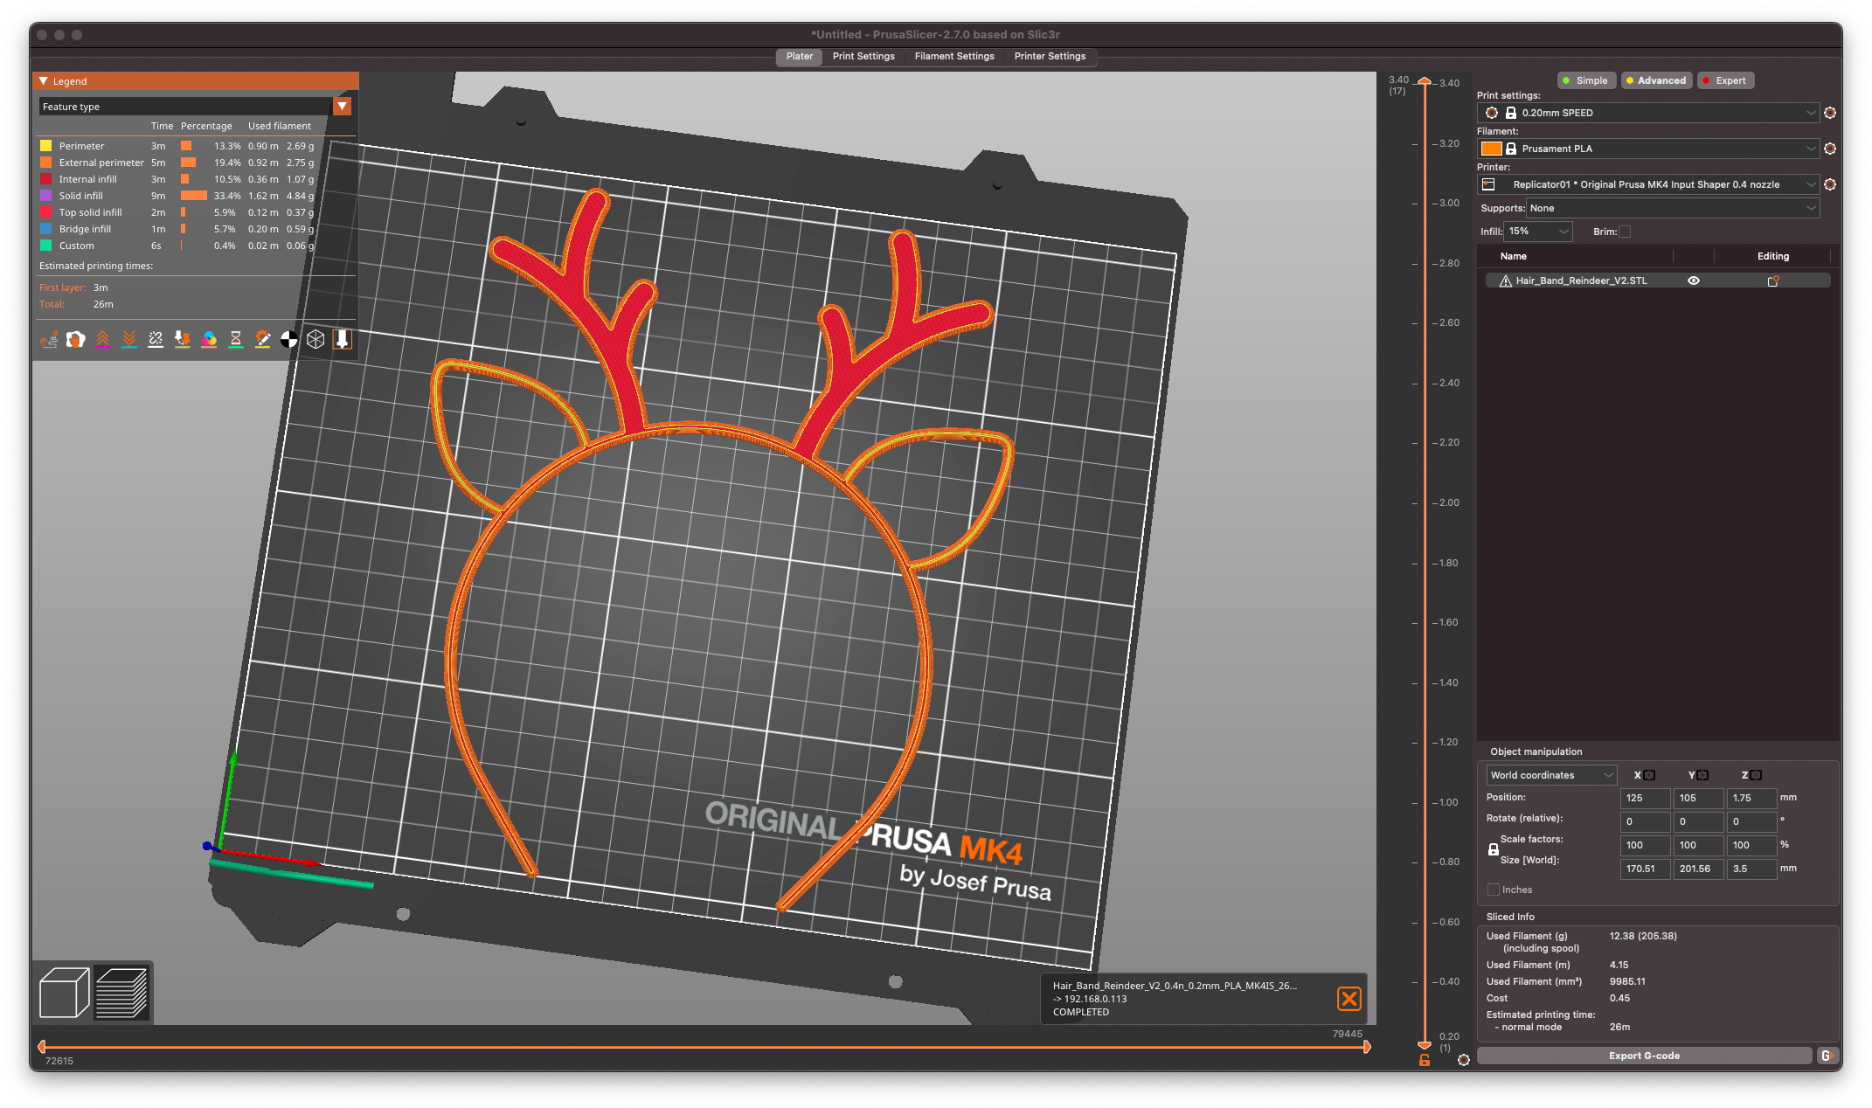 *Untitled - PrusaSlicer-2.7.0 based on Slic3r
Plater Print Settings Filament Settings Printer Settings
Legend
Feature type
Time Percentage Used filament
Perimeter 3m 13.3% 0.90 m 2.69 g
External perimeter 5m 19.4% 0.92 m 2.75 g
Internal infill 3m 10.5% 0.36 m 1.07 g
Solid infill 9m 33.4% 1.62 m 4.84 g
Top solid infill 2m 5.9% 0.12 m 0.37 g
Bridge infill 1m 5.7% 0.20 m 0.59 g
Custom 6s 0.4% 0.02 m 0.06 g
Estimated printing times:
First layer: 3m
Total: 26m
ORIGINAL PRUSA MK4
by Josef Prusa
Hair_Band_Reindeer_V2_0.4n_0.2mm_PLA_MK4IS_26...
-> 192.168.0.113
COMPLETED
79445
72615
3.40
(17)
3.40
3.20
3.00
2.80
2.60
2.40
2.20
2.00
1.80
1.60
1.40
1.20
1.00
0.80
0.60
0.40
0.20
(1)
Simple Advanced Expert
Print settings:
0.20mm SPEED
Filament:
Prusament PLA
Printer:
Replicator01 * Original Prusa MK4 Input Shaper 0.4 nozzle
Supports: None
Infill: 15% Brim:
Name Editing
Hair_Band_Reindeer_V2.STL
Object manipulation
World coordinates X Y Z
Position: 125 105 1.75 mm
Rotate (relative): 0 0 0 °
Scale factors: 100 100 100 %
Size [World]: 170.51 201.56 3.5 mm
Inches
Sliced Info
Used Filament (g) 12.38 (205.38)
(including spool)
Used Filament (m) 4.15
Used Filament (mm³) 9985.11
Cost 0.45
Estimated printing time:
- normal mode 26m
Export G-code
G